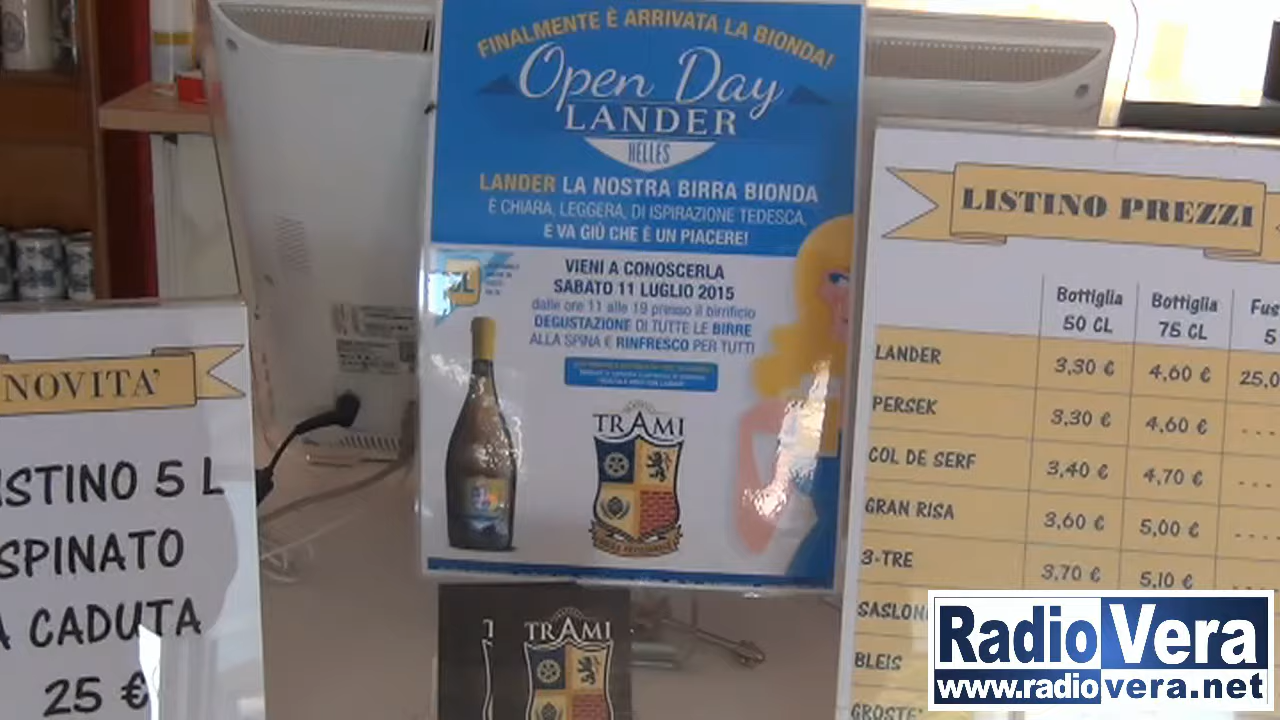 FINALMENTE È ARRIVATA LA BIONDA!
Open Day
LANDER
HELLES
LANDER LA NOSTRA BIRRA BIONDA
È CHIARA, LEGGERA, DI ISPIRAZIONE TEDESCA,
E VA GIÙ CHE È UN PIACERE!
VIENI A CONOSCERLA
SABATO 11 LUGLIO 2015
dalle ore 11 alle 19 presso il birrificio
DEGUSTAZIONE DI TUTTE LE BIRRE
ALLA SPINA E RINFRESCO PER TUTTI
TRAMI
TRAMI
NOVITA'
ISTINO 5 L
SPINATO
A CADUTA
25 €
LISTINO PREZZI
Bottiglia 50 CL
Bottiglia 75 CL
Fus
5
LANDER 3,30 € 4,60 € 25,0
PERSEK 3,30 € 4,60 € ...
COL DE SERF 3,40 € 4,70 € ...
GRAN RISA 3,60 € 5,00 € ....
3-TRE 3,70 € 5,10 €
SASLON
BLEIS
GROSTE'
RadioVera
www.radiovera.net